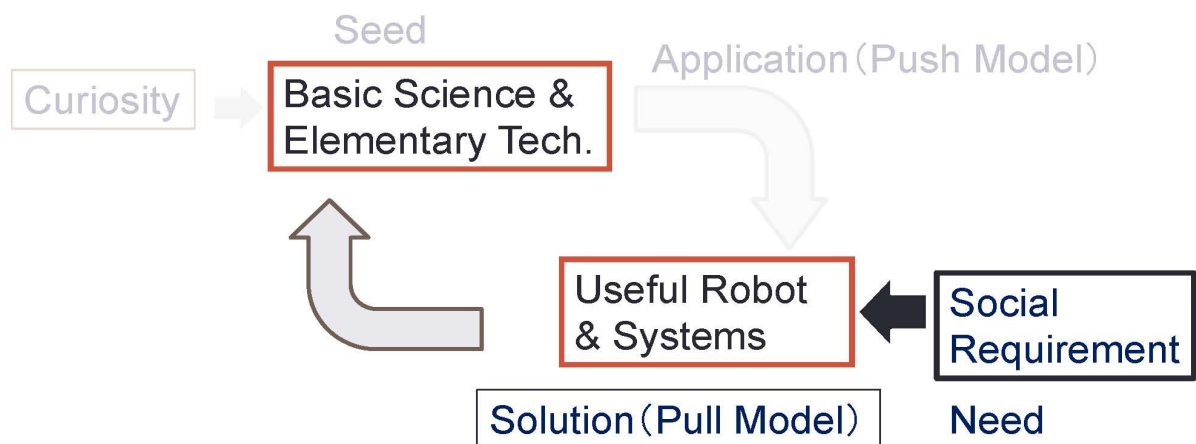 Seed
Application（Push Model）
Curiosity
Basic Science &
Elementary Tech.
Useful Robot
& Systems
Social
Requirement
Solution（Pull Model）
Need